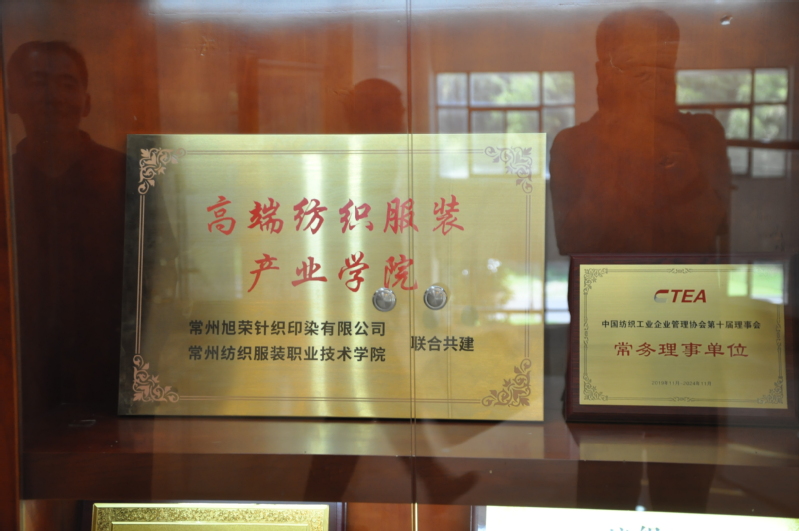 高端纺织服装
产业学院
常州旭荣针织印染有限公司
常州纺织服装职业技术学院
联合共建
CTEA
中国纺织工业企业管理协会第十届理事会
常务理事单位